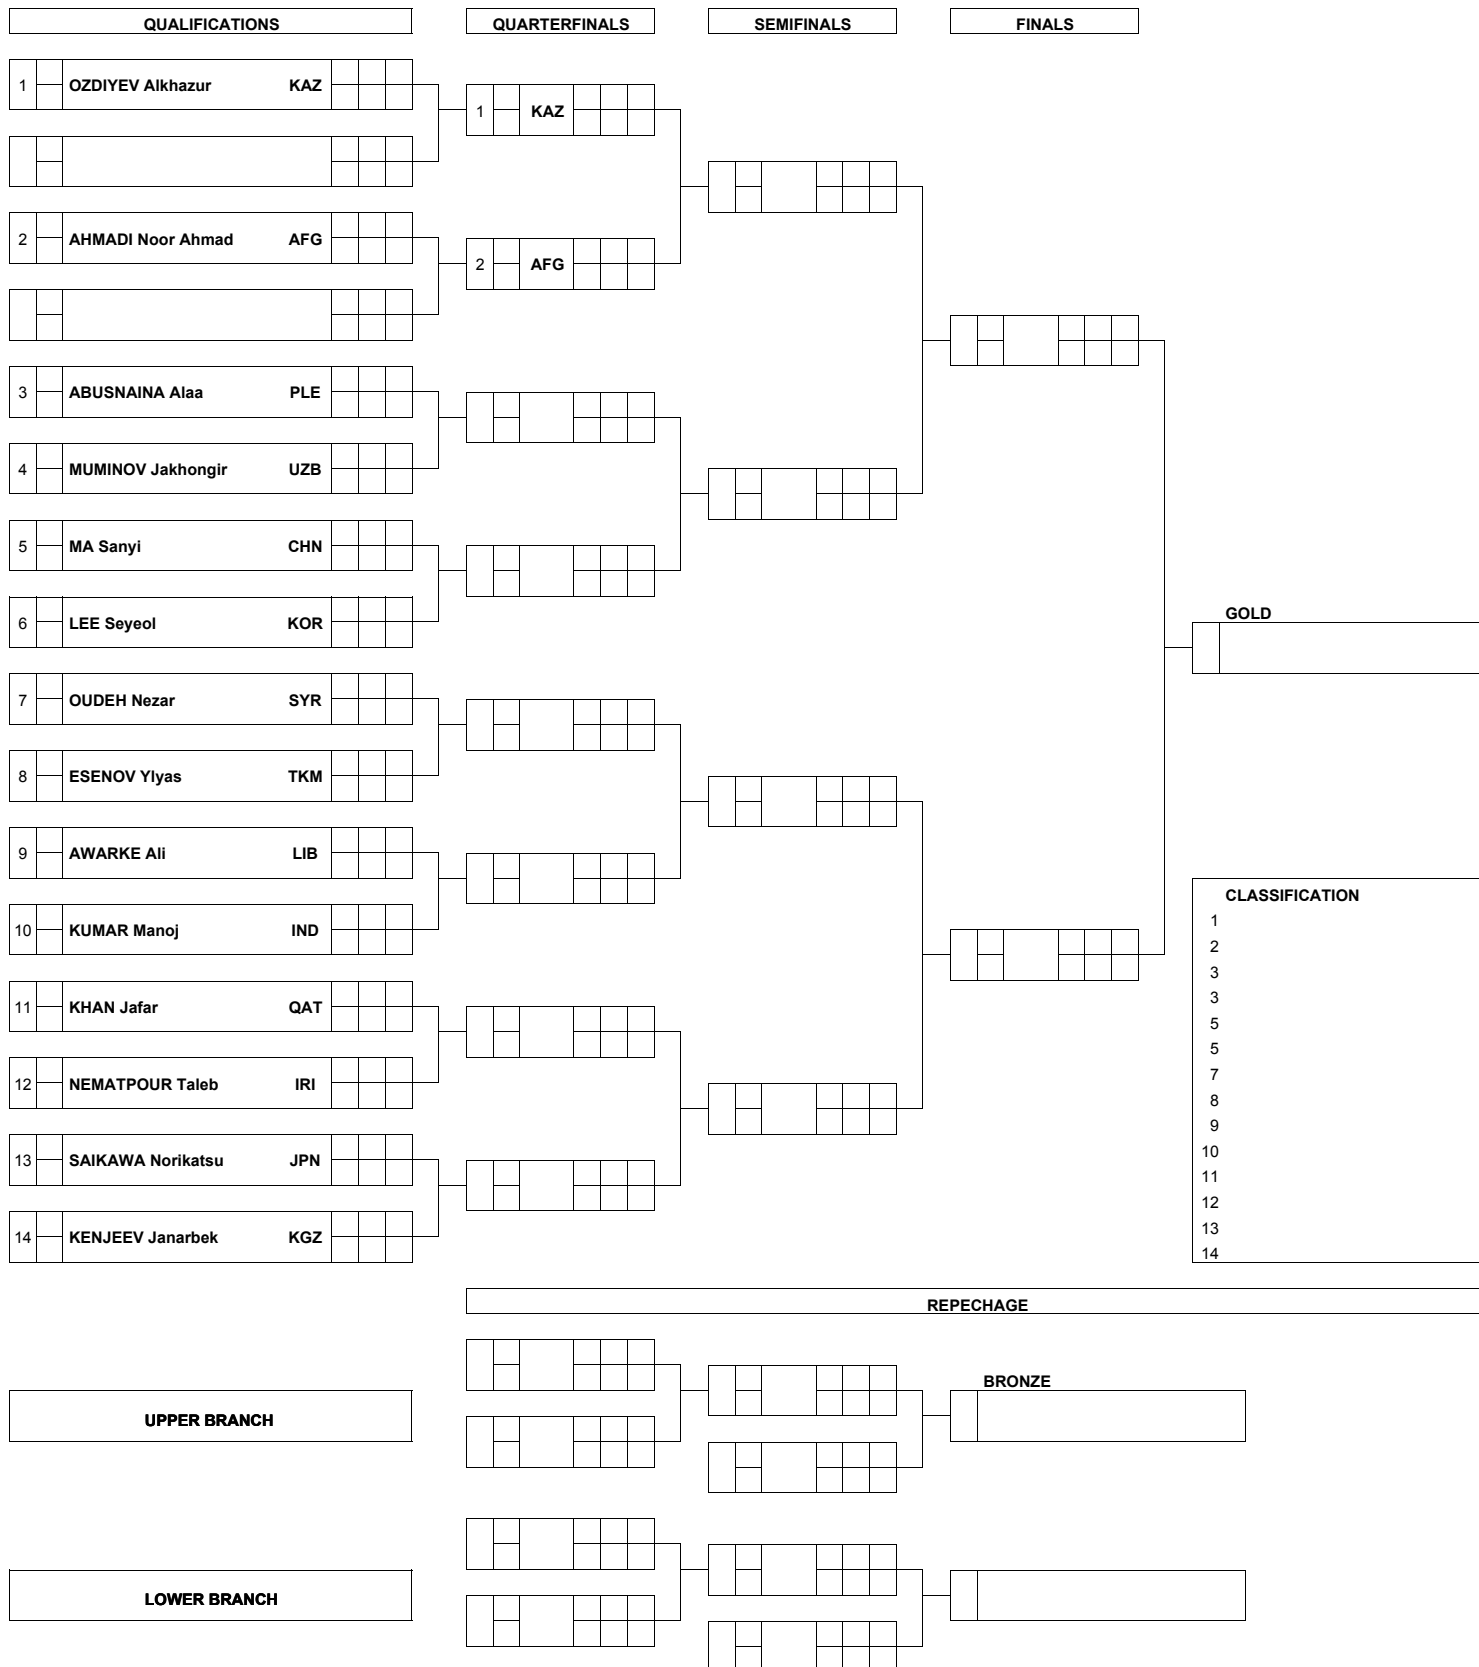 QUALIFICATIONS QUARTERFINALS SEMIFINALS FINALS
1 OZDIYEV Alkhazur KAZ
1 KAZ
2 AHMADI Noor Ahmad AFG
2 AFG
3 ABUSNAINA Alaa PLE
4 MUMINOV Jakhongir UZB
5 MA Sanyi CHN
6 LEE Seyeol KOR
GOLD
7 OUDEH Nezar SYR
8 ESENOV Ylyas TKM
9 AWARKE Ali LIB
10 KUMAR Manoj IND
11 KHAN Jafar QAT
12 NEMATPOUR Taleb IRI
13 SAIKAWA Norikatsu JPN
14 KENJEEV Janarbek KGZ
CLASSIFICATION
1
2
3
3
5
5
7
8
9
10
11
12
13
14
REPECHAGE
BRONZE
UPPER BRANCH
LOWER BRANCH